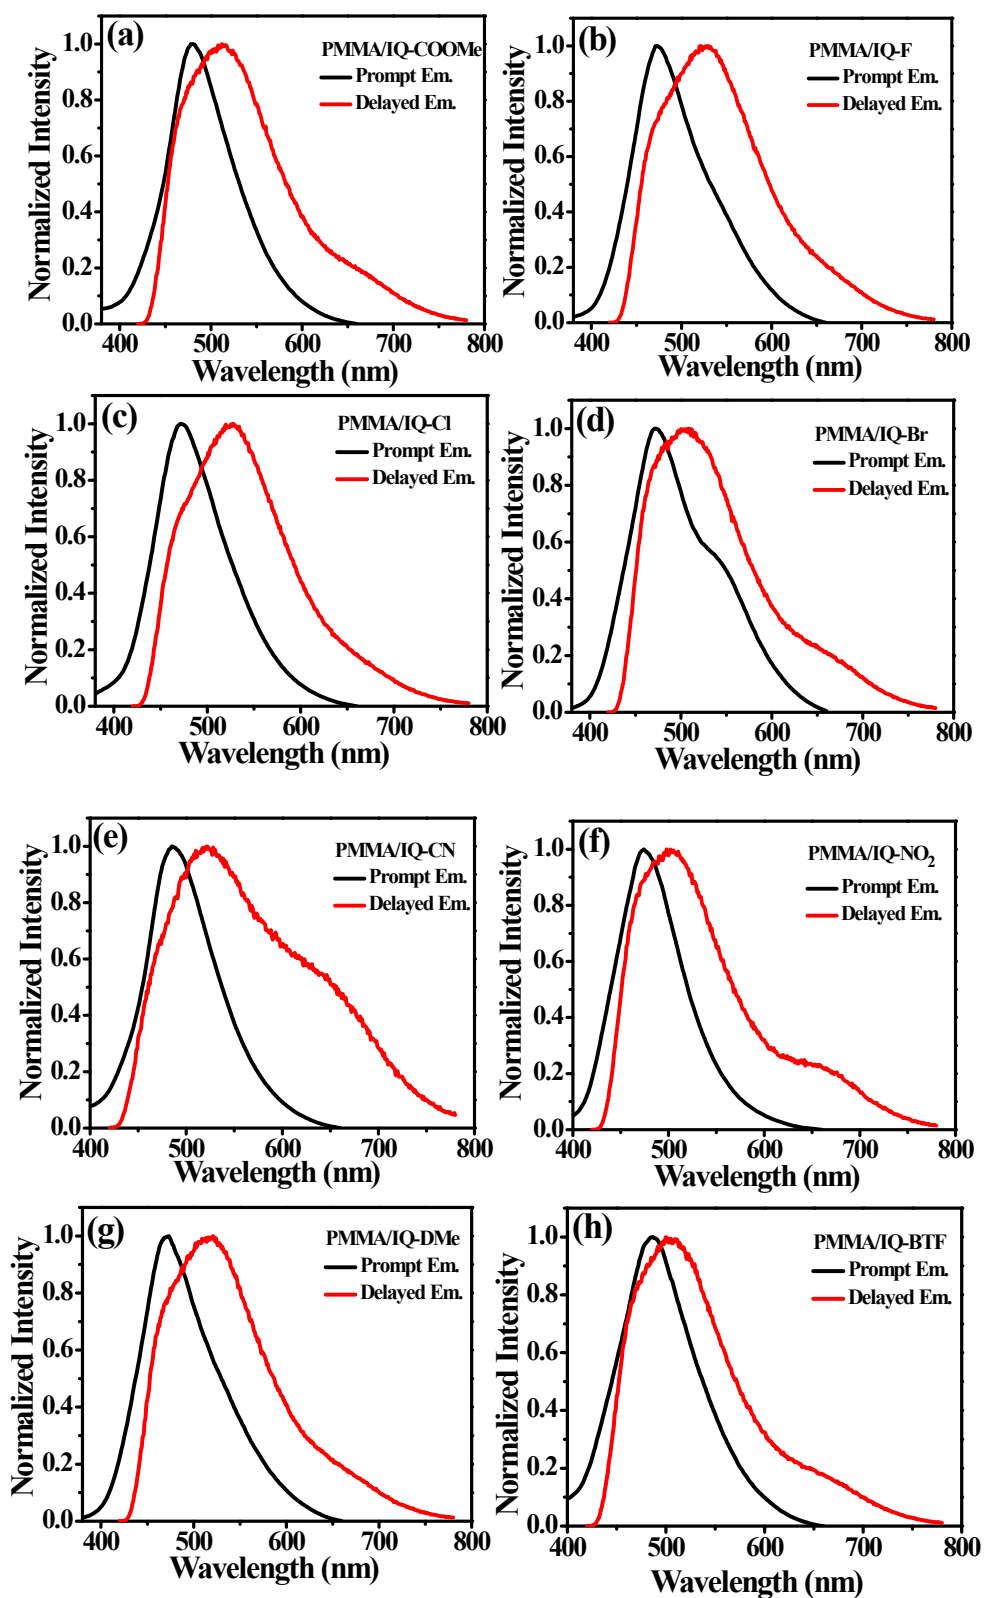 (a)
PMMA/IQ-COOMe
Prompt Em.
Delayed Em.
Normalized Intensity
1.0
0.8
0.6
0.4
0.2
0.0
400 500 600 700 800
Wavelength (nm)
(b)
PMMA/IQ-F
Prompt Em.
Delayed Em.
Normalized Intensity
1.0
0.8
0.6
0.4
0.2
0.0
400 500 600 700 800
Wavelength (nm)
(c)
PMMA/IQ-Cl
Prompt Em.
Delayed Em.
Normalized Intensity
1.0
0.8
0.6
0.4
0.2
0.0
400 500 600 700 800
Wavelength (nm)
(d)
PMMA/IQ-Br
Prompt Em.
Delayed Em.
Normalized Intensity
1.0
0.8
0.6
0.4
0.2
0.0
400 500 600 700 800
Wavelength (nm)
(e)
PMMA/IQ-CN
Prompt Em.
Delayed Em.
Normalized Intensity
1.0
0.8
0.6
0.4
0.2
0.0
400 500 600 700 800
Wavelength (nm)
(f)
PMMA/IQ-NO2
Prompt Em.
Delayed Em.
Normalized Intensity
1.0
0.8
0.6
0.4
0.2
0.0
400 500 600 700 800
Wavelength (nm)
(g)
PMMA/IQ-DMe
Prompt Em.
Delayed Em.
Normalized Intensity
1.0
0.8
0.6
0.4
0.2
0.0
400 500 600 700 800
Wavelength (nm)
(h)
PMMA/IQ-BTF
Prompt Em.
Delayed Em.
Normalized Intensity
1.0
0.8
0.6
0.4
0.2
0.0
400 500 600 700 800
Wavelength (nm)